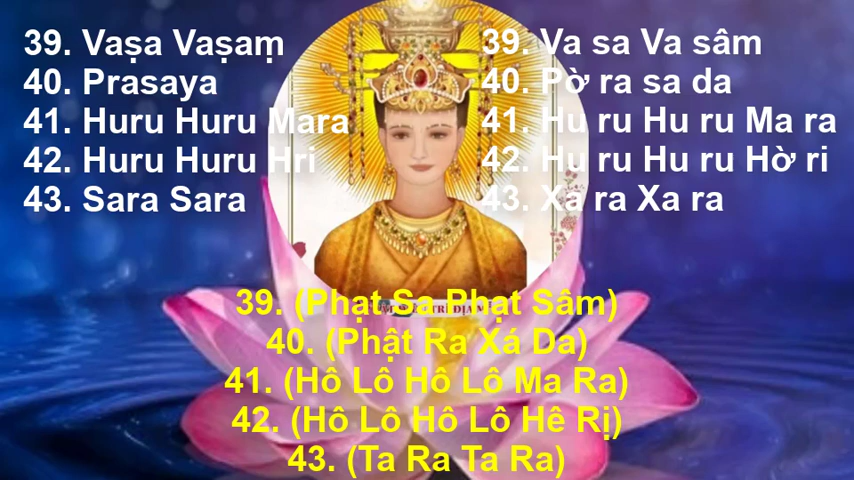 39. Vaṣa Vaṣaṃ
40. Prasaya
41. Huru Huru Mara
42. Huru Huru Hri
43. Sara Sara
39. Va sa Va sâm
40. Pờ ra sa da
41. Hu ru Hu ru Ma ra
42. Hu ru Hu ru Hờ ri
43. Xa ra Xa ra
39. (Phạt Sa Phạt Sâm)
40. (Phật Ra Xá Da)
41. (Hô Lô Hô Lô Ma Ra)
42. (Hô Lô Hô Lô Hê Rị)
43. (Ta Ra Ta Ra)